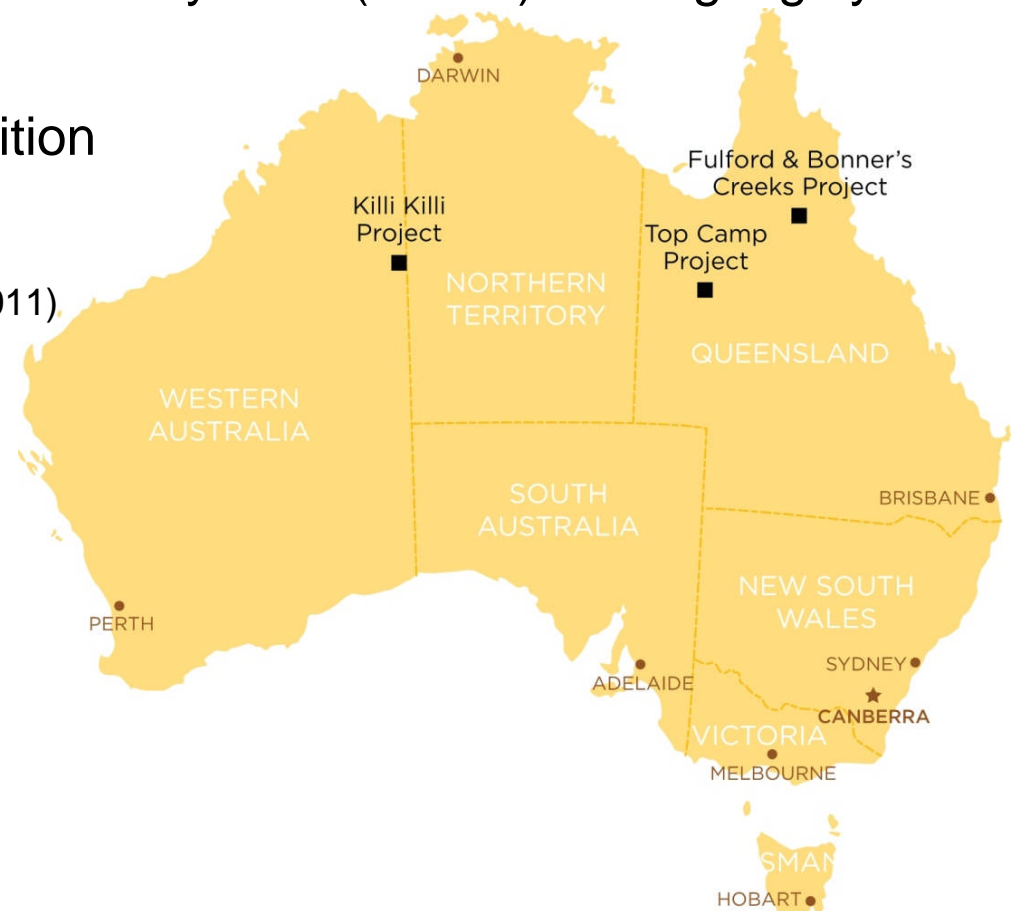 ition
011)
DARWIN
Fulford & Bonner's
Creeks Project
Killi Killi
Project
Top Camp
Project
NORTHERN
TERRITORY
QUEENSLAND
WESTERN
AUSTRALIA
SOUTH
AUSTRALIA
BRISBANE
NEW SOUTH
WALES
PERTH
SYDNEY
ADELAIDE
CANBERRA
VICTORIA
MELBOURNE
SMAN
HOBART